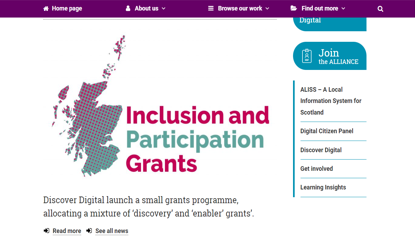 Home page
About us
Browse our work
Find out more
Digital
Join
the ALLIANCE
Inclusion and
Participation
Grants
ALISS – A Local
Information System for
Scotland
Digital Citizen Panel
Discover Digital
Get involved
Learning Insights
Discover Digital launch a small grants programme,
allocating a mixture of 'discovery' and 'enabler' grants'.
Read more
See all news